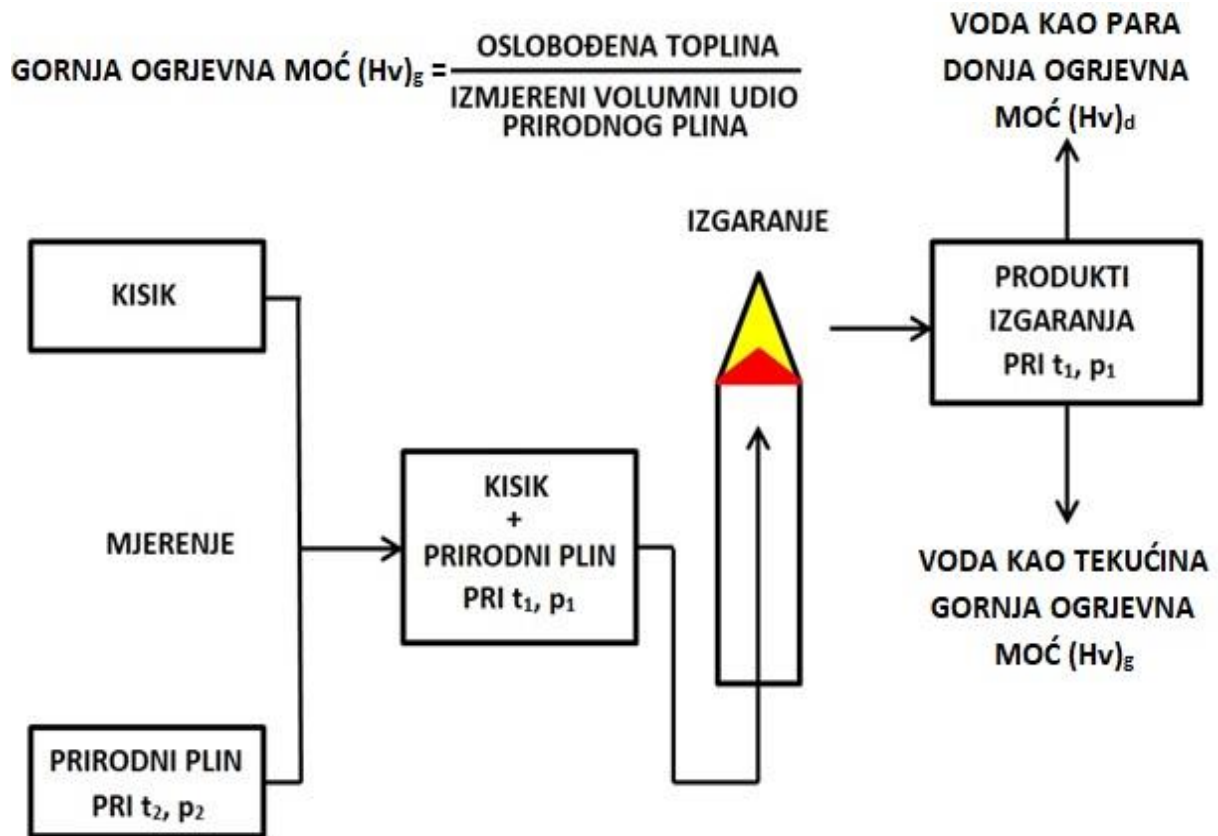 GORNJA OGRJEVNA MOĆ (Hv)g =
OSLOBOĐENA TOPLINA
IZMJERENI VOLUMNI UDIO
PRIRODNOG PLINA
VODA KAO PARA
DONJA OGRJEVNA
MOĆ (Hv)d
IZGARANJE
KISIK
PRODUKTI
IZGARANJA
PRI t₁, p₁
MJERENJE
KISIK
+
PRIRODNI PLIN
PRI t₁, p₁
VODA KAO TEKUĆINA
GORNJA OGRJEVNA
MOĆ (Hv)g
PRIRODNI PLIN
PRI t₂, p₂